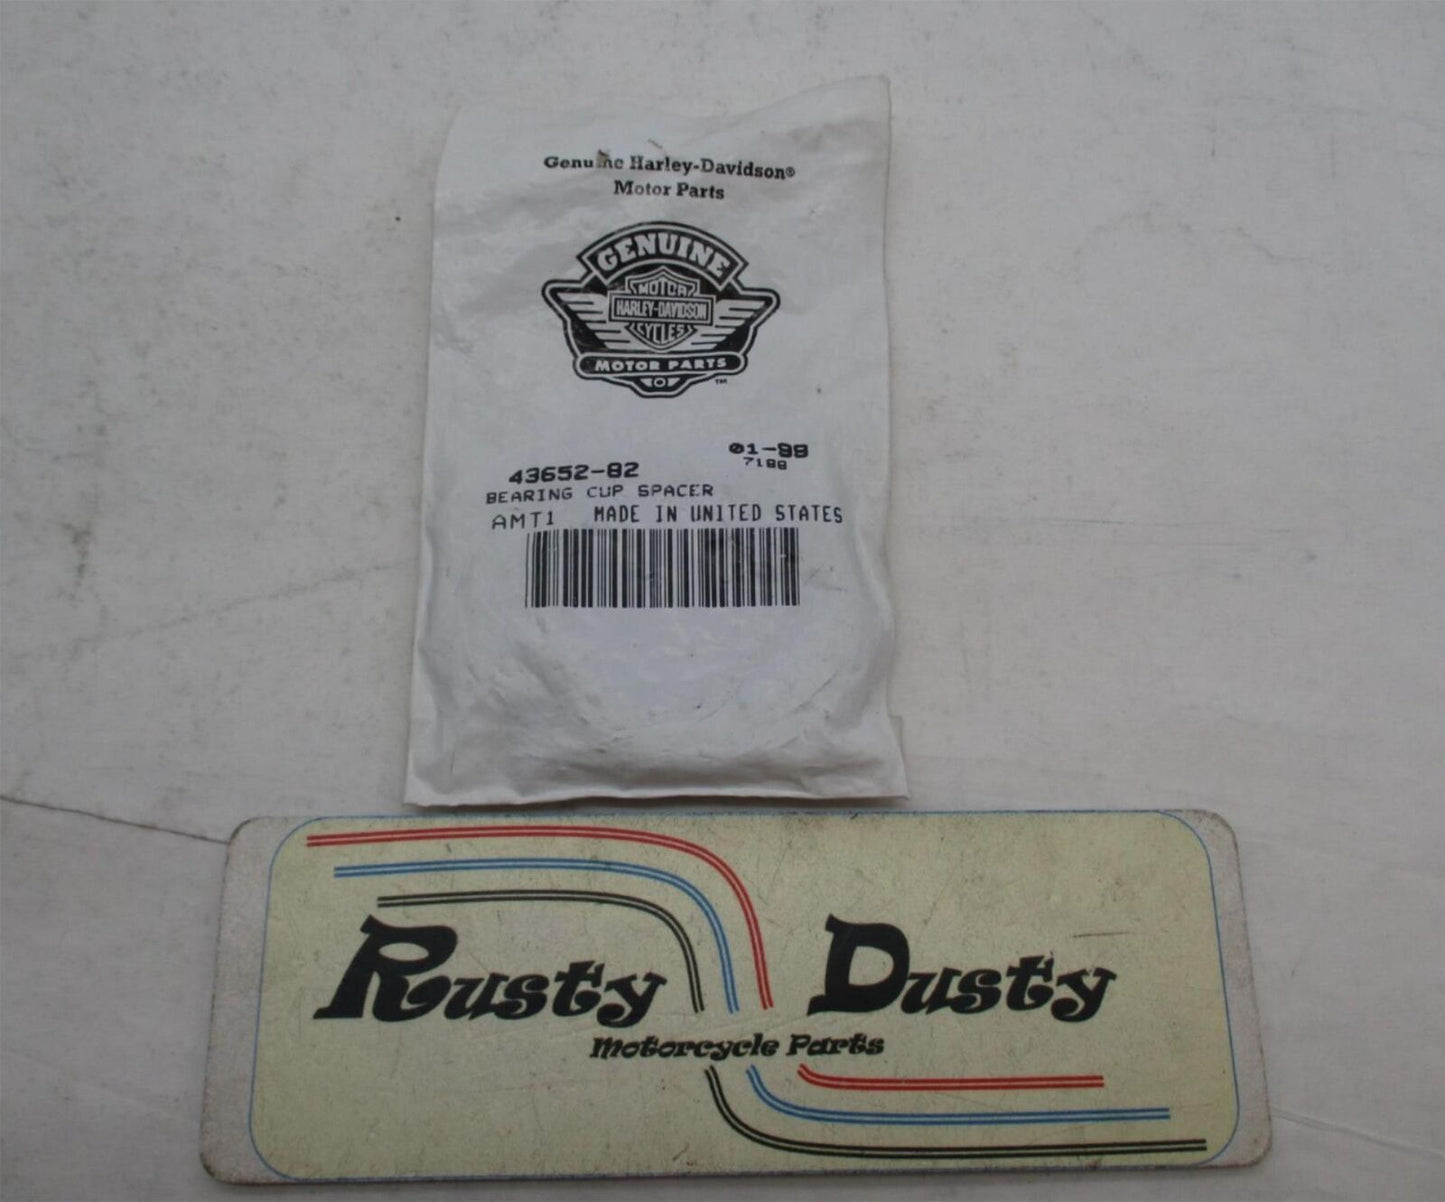 Genuine Harley-Davidson®
Motor Parts
GENUINE
MOTOR
HARLEY-DAVIDSON
CYCLES
MOTOR PARTS
™
01-98
43652-82
BEARING CUP SPACER
AMT1 MADE IN UNITED STATES
Rusty Dusty
Motorcycle Parts